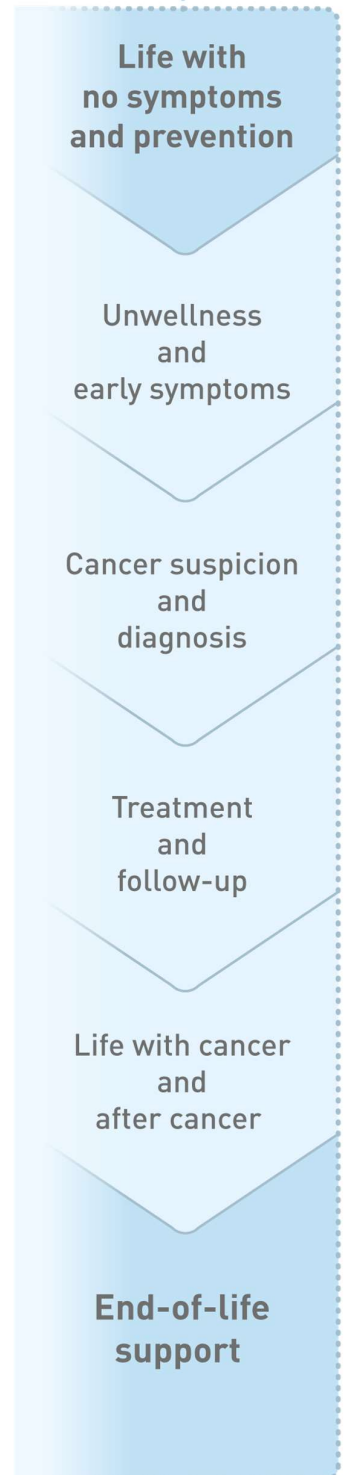 Life with
no symptoms
and prevention
Unwellness
and
early symptoms
Cancer suspicion
and
diagnosis
Treatment
and
follow-up
Life with cancer
and
after cancer
End-of-life
support